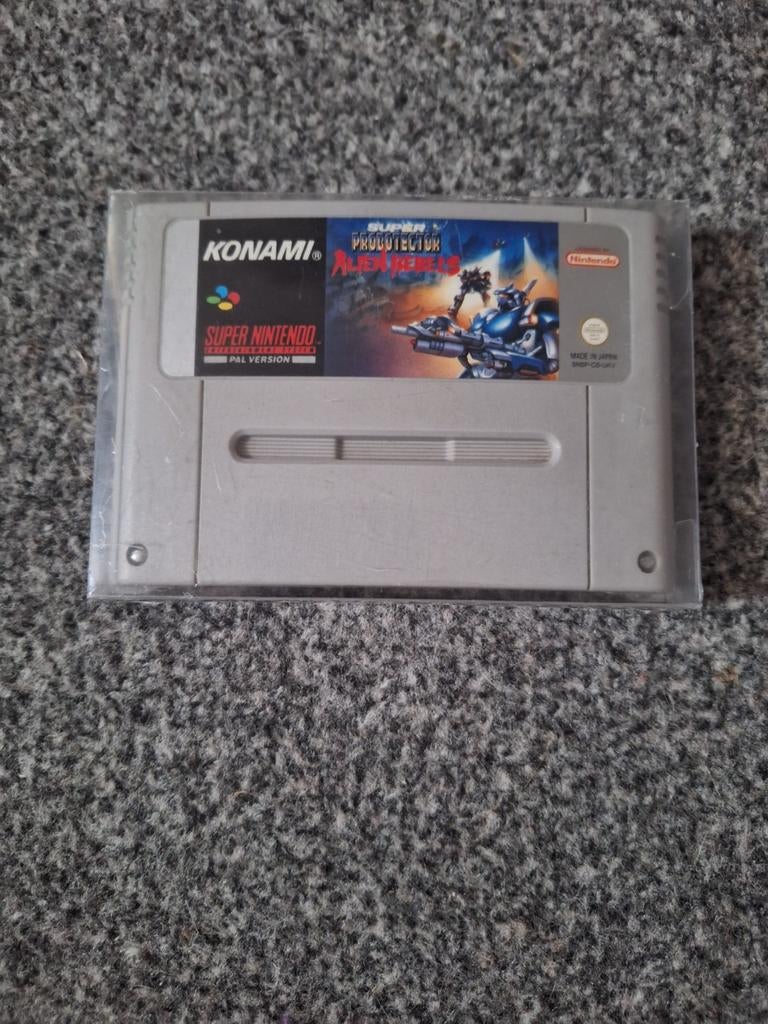 KONAMI®
SUPER NINTENDO
ENTERTAINMENT SYSTEM
PAL VERSION
SUPER
PROBOTECTOR
ALIEN REBELS
Nintendo
MADE IN JAPAN
SNSP-CS-UKV